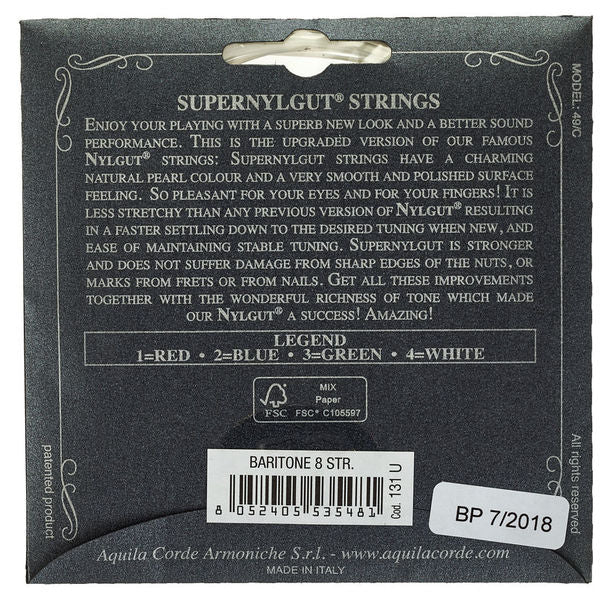 SUPERNYLGUT® STRINGS
ENJOY YOUR PLAYING WITH A SUPERB NEW LOOK AND A BETTER SOUND
PERFORMANCE. THIS IS THE UPGRADED VERSION OF OUR FAMOUS
NYLGUT® STRINGS: SUPERNYLGUT STRINGS HAVE A CHARMING
NATURAL PEARL COLOUR AND A VERY SMOOTH AND POLISHED SURFACE
FEELING. SO PLEASANT FOR YOUR EYES AND FOR YOUR FINGERS! IT IS
LESS STRETCHY THAN ANY PREVIOUS VERSION OF NYLGUT® RESULTING
IN A FASTER SETTLING DOWN TO THE DESIRED TUNING WHEN NEW, AND
EASE OF MAINTAINING STABLE TUNING. SUPERNYLGUT IS STRONGER
AND DOES NOT SUFFER DAMAGE FROM SHARP EDGES OF THE NUTS, OR
MARKS FROM FRETS OR FROM NAILS. GET ALL THESE IMPROVEMENTS
TOGETHER WITH THE WONDERFUL RICHNESS OF TONE WHICH MADE
OUR NYLGUT® A SUCCESS! AMAZING!
LEGEND
1=RED • 2=BLUE • 3=GREEN • 4=WHITE
FSC
MIX
Paper
FSC® C105597
BARITONE 8 STR.
8 052405 535481
Cod. 131 U
BP 7/2018
Aquila Corde Armoniche S.r.l. - www.aquilacorde.com
MADE IN ITALY
patented product
MODEL: 49/C
All rights reserved